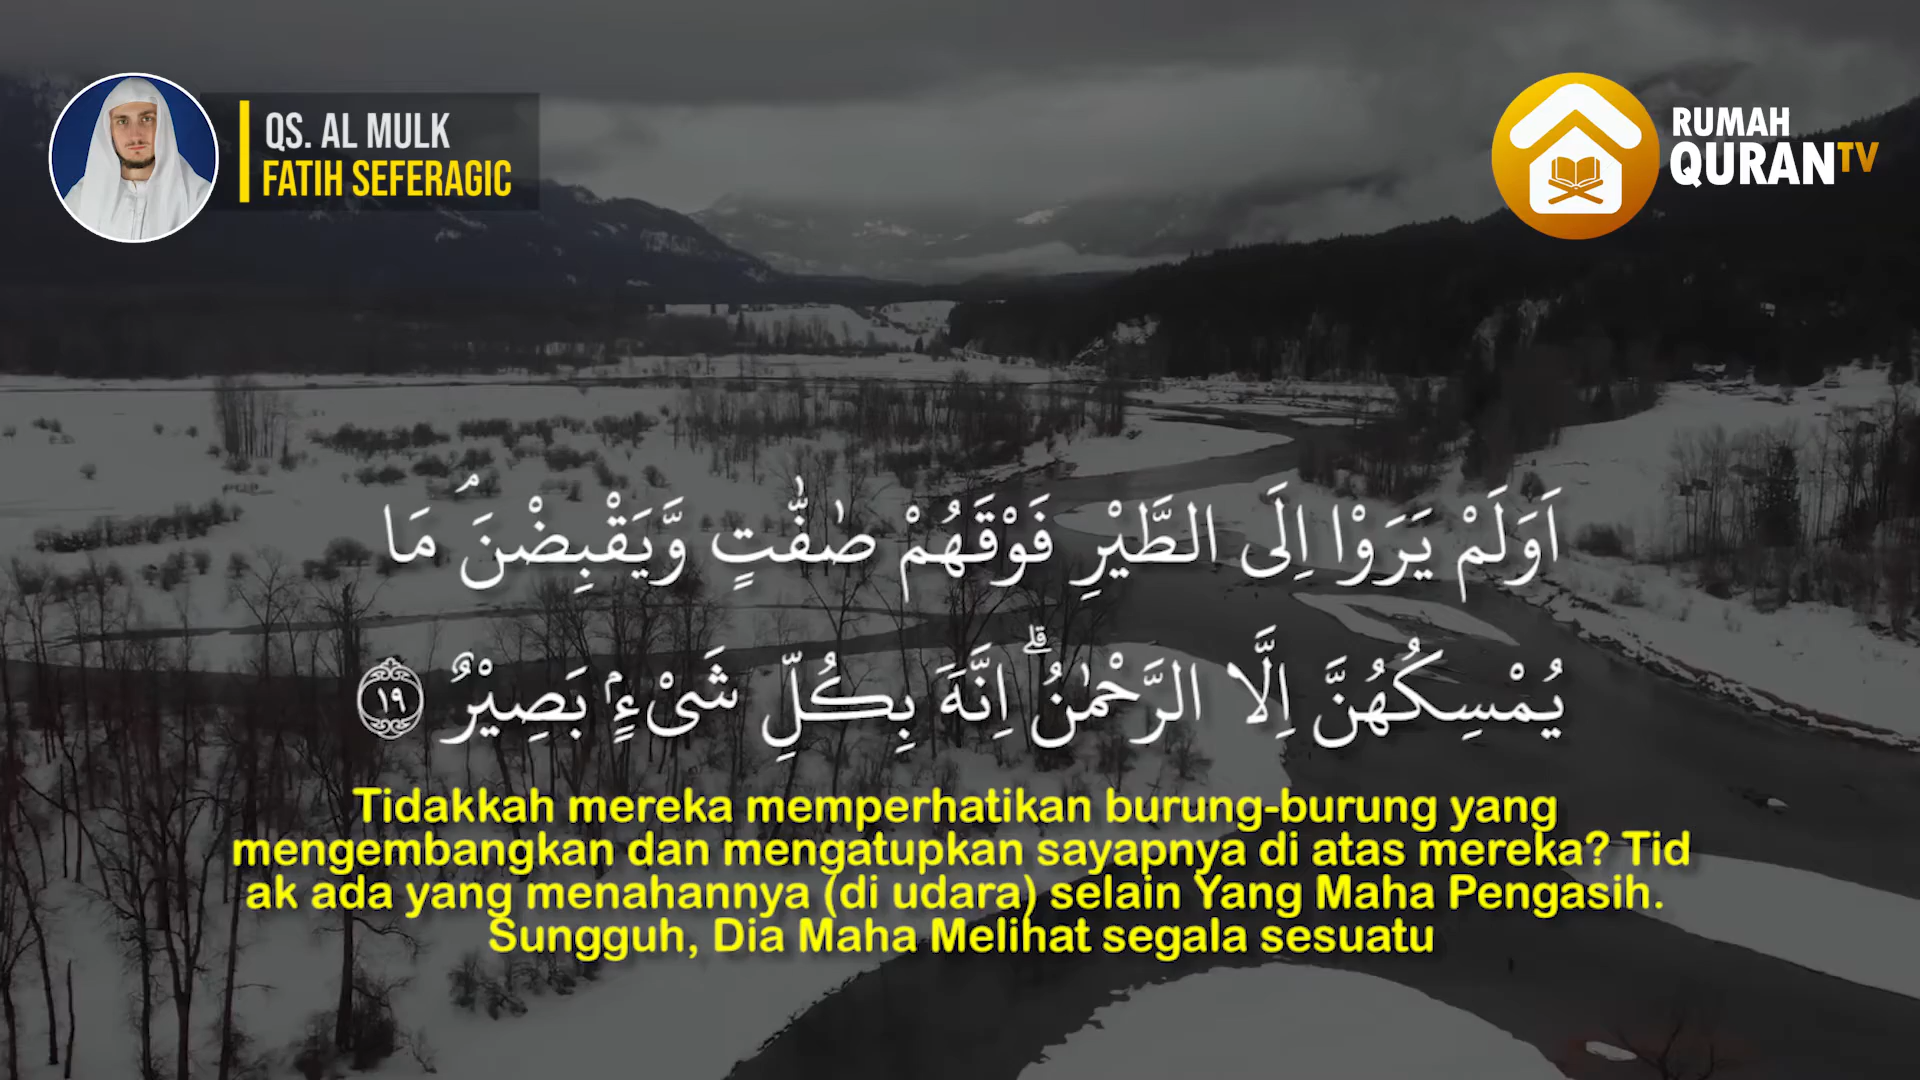 QS. AL MULK
FATIH SEFERAGIC
RUMAH
QURANTV
اَوَلَمْ يَرَوْا اِلَى الطَّيْرِ فَوْقَهُمْ صٰۤفّٰتٍ وَّيَقْبِضْنَۘ مَا
يُمْسِكُهُنَّ اِلَّا الرَّحْمٰنُۗ اِنَّهٗ بِكُلِّ شَيْءٍۢ بَصِيْرٌ ١٩
Tidakkah mereka memperhatikan burung-burung yang
mengembangkan dan mengatupkan sayapnya di atas mereka? Tid
ak ada yang menahannya (di udara) selain Yang Maha Pengasih.
Sungguh, Dia Maha Melihat segala sesuatu